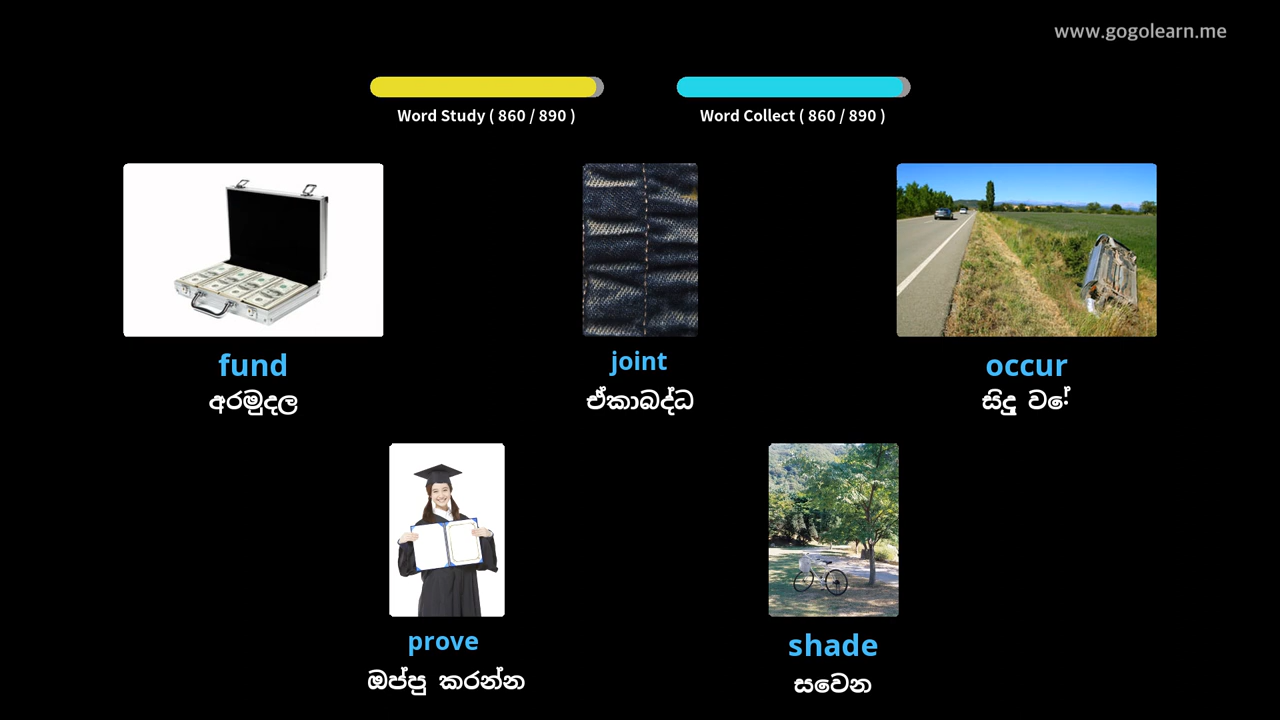 www.gogolearn.me
Word Study ( 860 / 890 )
Word Collect ( 860 / 890 )
fund
අරමුදල
joint
ඒකාබද්ධ
occur
සිදු වේ!
prove
ඔප්පු කරන්න
shade
සවෙන